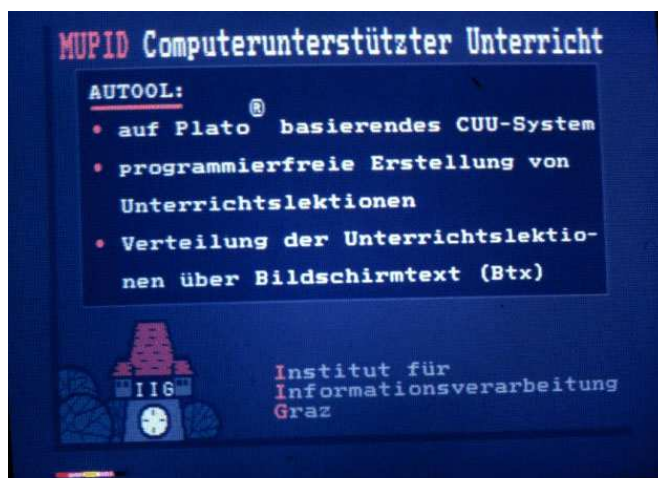 MUPID Computerunterstützter Unterricht
AUTOOL:
• auf Plato® basierendes CUU-System
• programmierfreie Erstellung von
Unterrichtslektionen
• Verteilung der Unterrichtslektio-
nen über Bildschirmtext (Btx)
IIG
Institut für
Informationsverarbeitung
Graz